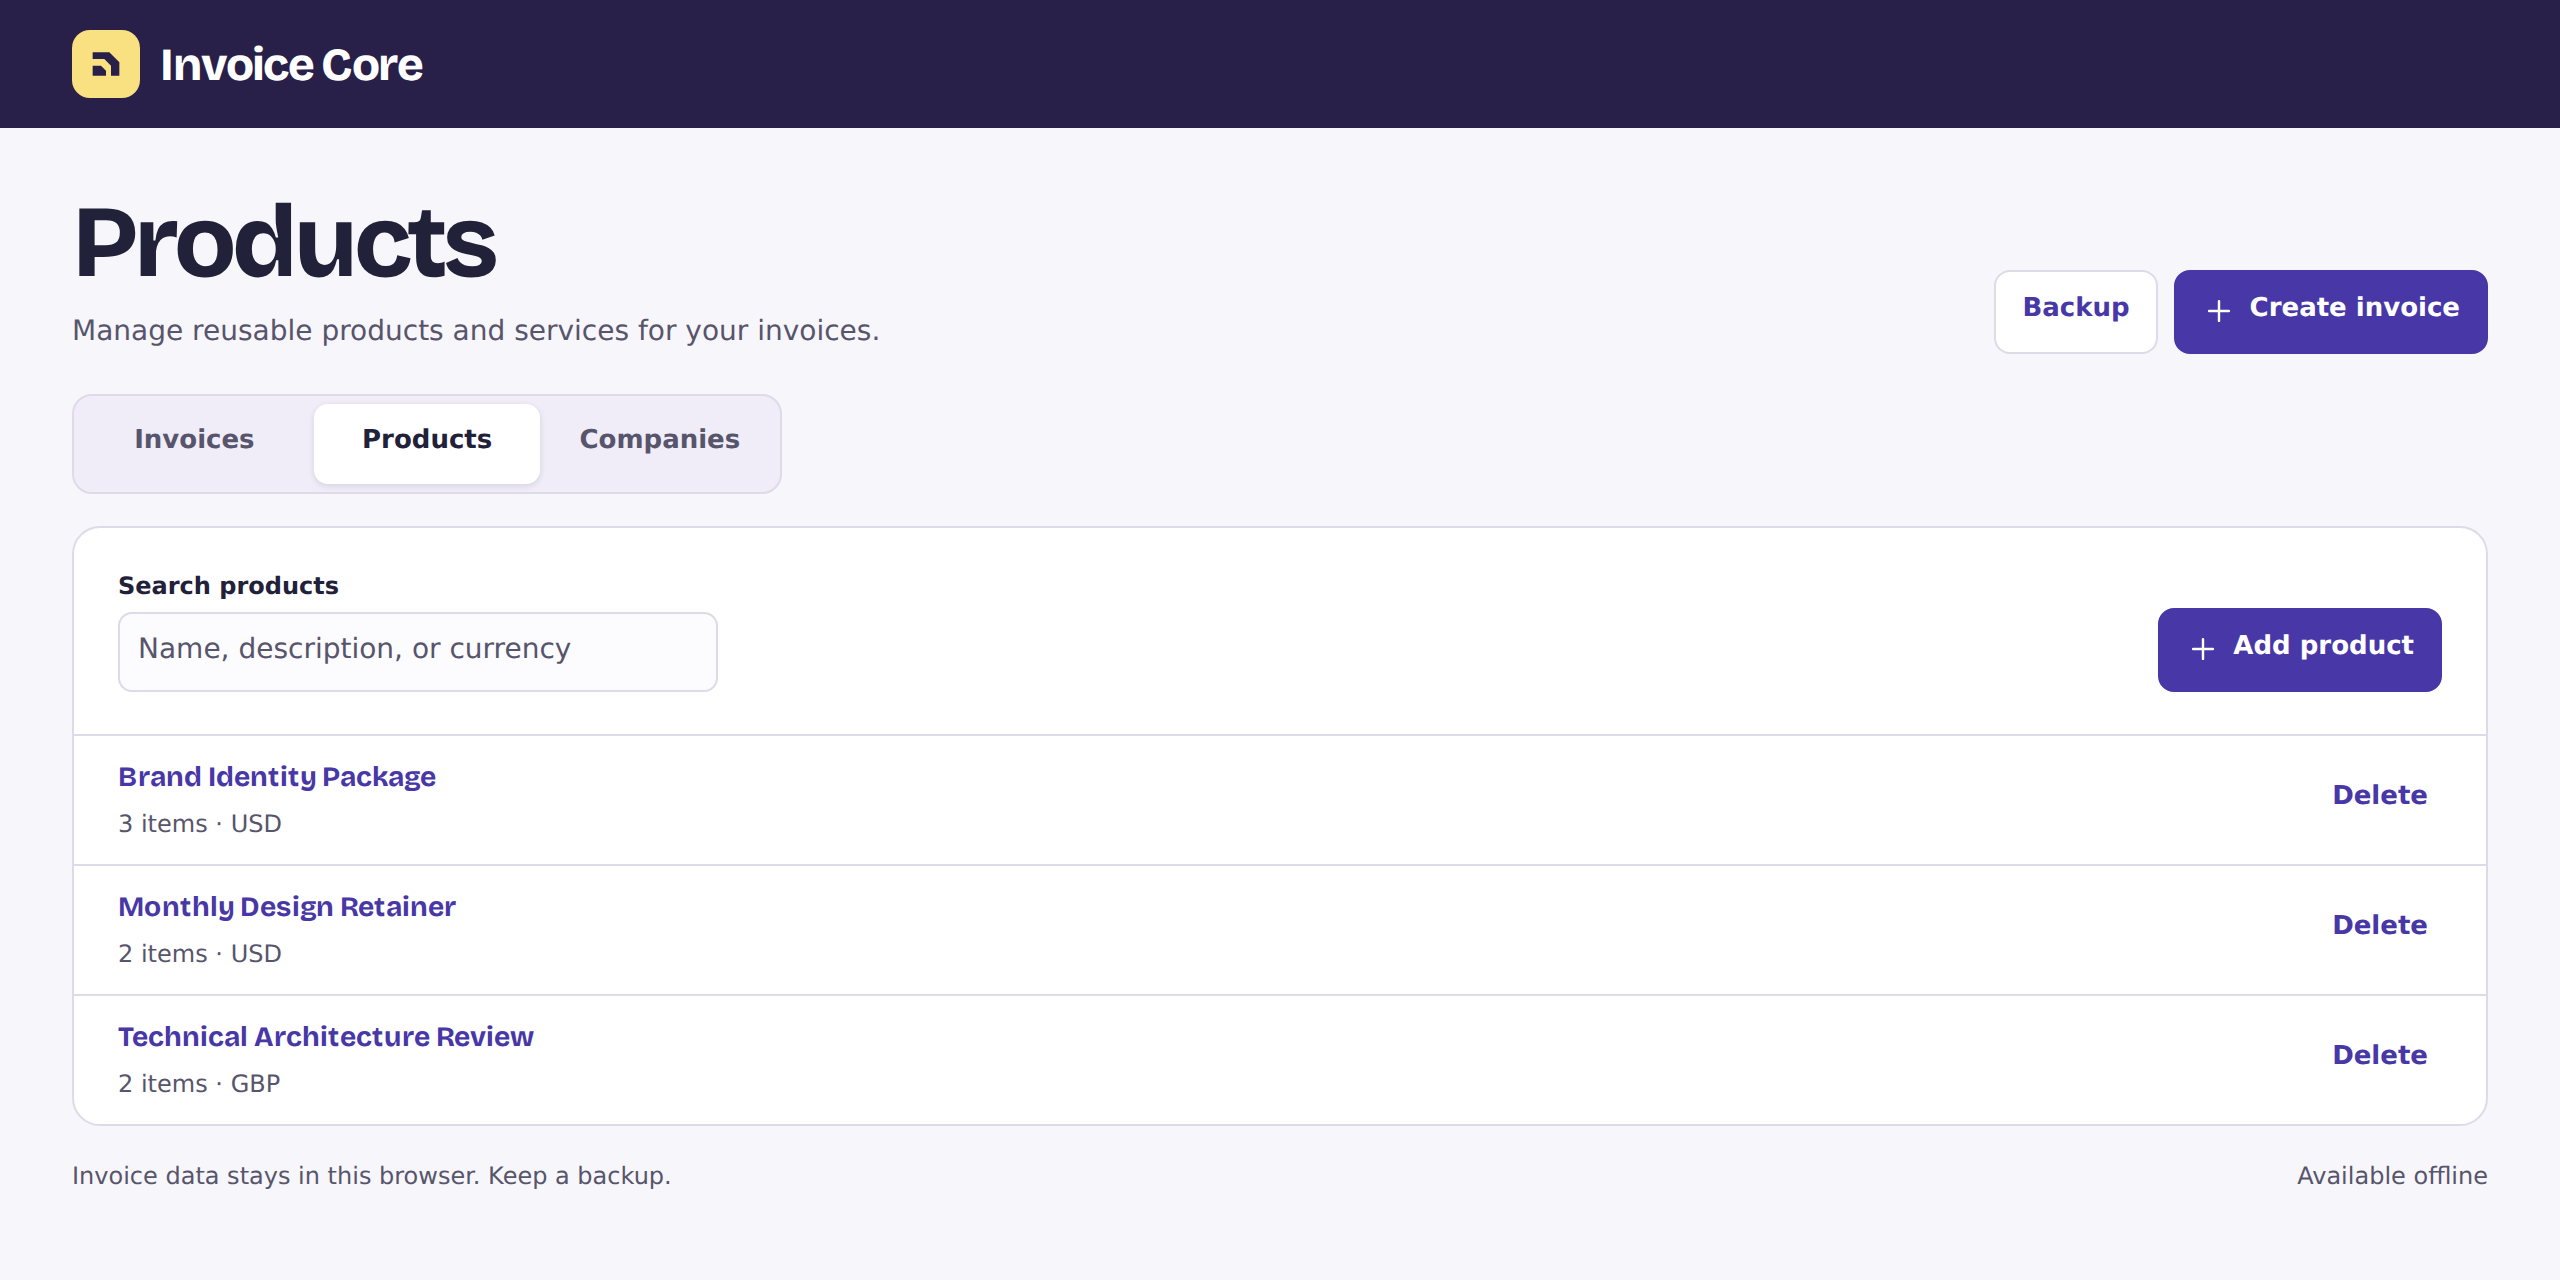 Invoice Core
Products
Manage reusable products and services for your invoices.
Backup
Create invoice
Invoices
Products
Companies
Search products
Name, description, or currency
Add product
Brand Identity Package
3 items · USD
Delete
Monthly Design Retainer
2 items · USD
Delete
Technical Architecture Review
2 items · GBP
Delete
Invoice data stays in this browser. Keep a backup.
Available offline